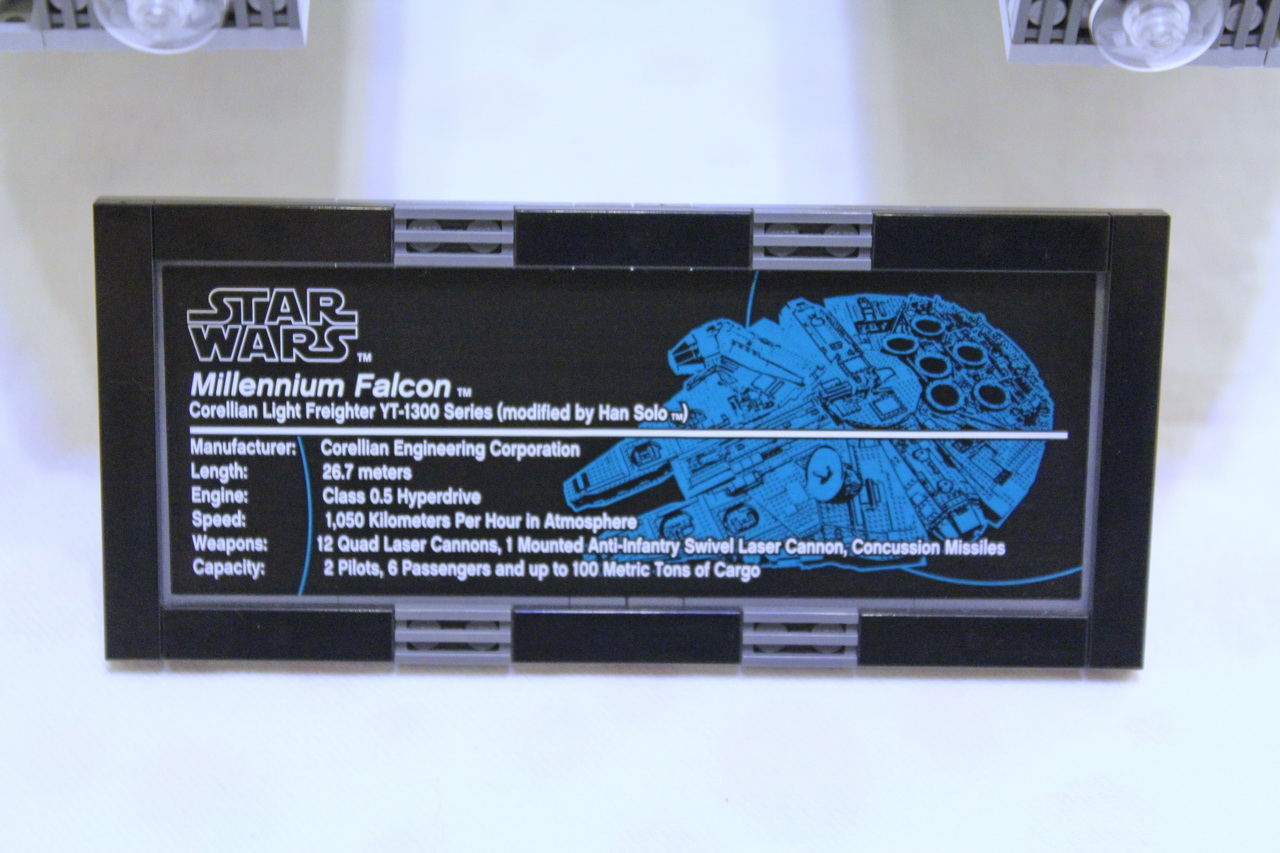 STAR
WARS TM
Millennium Falcon TM
Corellian Light Freighter YT-1300 Series (modified by Han Solo TM)
Manufacturer: Corellian Engineering Corporation
Length: 26.7 meters
Engine: Class 0.5 Hyperdrive
Speed: 1,050 Kilometers Per Hour in Atmosphere
Weapons: 12 Quad Laser Cannons, 1 Mounted Anti-Infantry Swivel Laser Cannon, Concussion Missiles
Capacity: 2 Pilots, 6 Passengers and up to 100 Metric Tons of Cargo